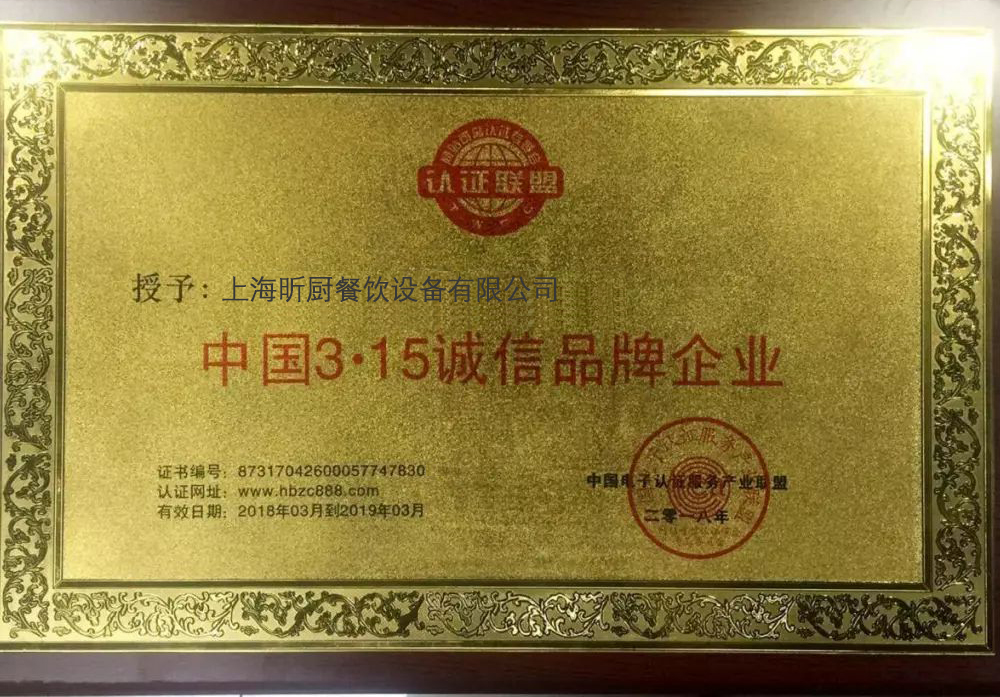 认证联盟
授予：上海昕厨餐饮设备有限公司
中国3·15诚信品牌企业
证书编号：87317042600057747830
认证网址：www.hbzc888.com
有效日期：2018年03月到2019年03月
中国电子认证服务产业联盟
二零一八年